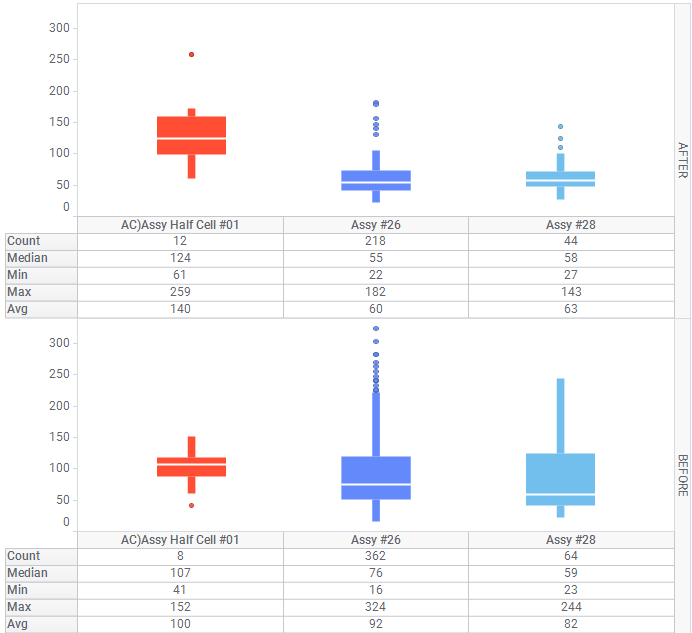 300
250
200
150
100
50
0
AFTER
AC)Assy Half Cell #01 Assy #26 Assy #28
Count 12 218 44
Median 124 55 58
Min 61 22 27
Max 259 182 143
Avg 140 60 63
300
250
200
150
100
50
0
BEFORE
AC)Assy Half Cell #01 Assy #26 Assy #28
Count 8 362 64
Median 107 76 59
Min 41 16 23
Max 152 324 244
Avg 100 92 82